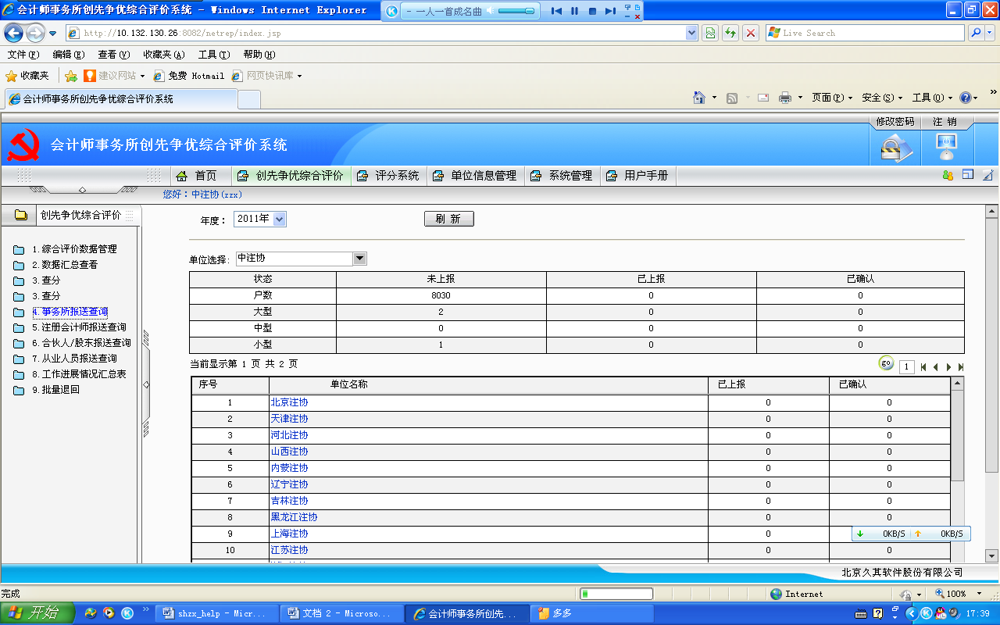 会计师事务所创先争优综合评价系统 - Windows Internet Explorer
- 一人一首成名曲
http://10.132.130.26:8082/netrep/index.jsp
Live Search
文件(F) 编辑(E) 查看(V) 收藏夹(A) 工具(T) 帮助(H)
收藏夹 建议网站 免费 Hotmail 网页快讯库
会计师事务所创先争优综合评价系统
页面(P) 安全(S) 工具(O) »
修改密码 注 销
会计师事务所创先争优综合评价系统
首页 创先争优综合评价 评分系统 单位信息管理 系统管理 用户手册
您好：中注协(zzx)
创先争优综合评价
年度： 2011年 刷 新
1.综合评价数据管理
2.数据汇总查看
3.查分
3.查分
4.事务所报送查询
5.注册会计师报送查询
6.合伙人/股东报送查询
7.从业人员报送查询
8.工作进展情况汇总表
9.批量退回
单位选择: 中注协
状态 未上报 已上报 已确认
户数 8030 0 0
大型 2 0 0
中型 0 0 0
小型 1 0 0
当前显示第 1 页 共 2 页 go 1
序号 单位名称 已上报 已确认
1 北京注协 0 0
2 天津注协 0 0
3 河北注协 0 0
4 山西注协 0 0
5 内蒙注协 0 0
6 辽宁注协 0 0
7 吉林注协 0 0
8 黑龙江注协 0 0
9 上海注协 0
0KB/S 0KB/S
10 江苏注协 0 0
北京久其软件股份有限公司
完成 Internet 100%
开始 » shzx_help - Micr... 文档 2 - Microso... 会计师事务所创先... 多多 17:39